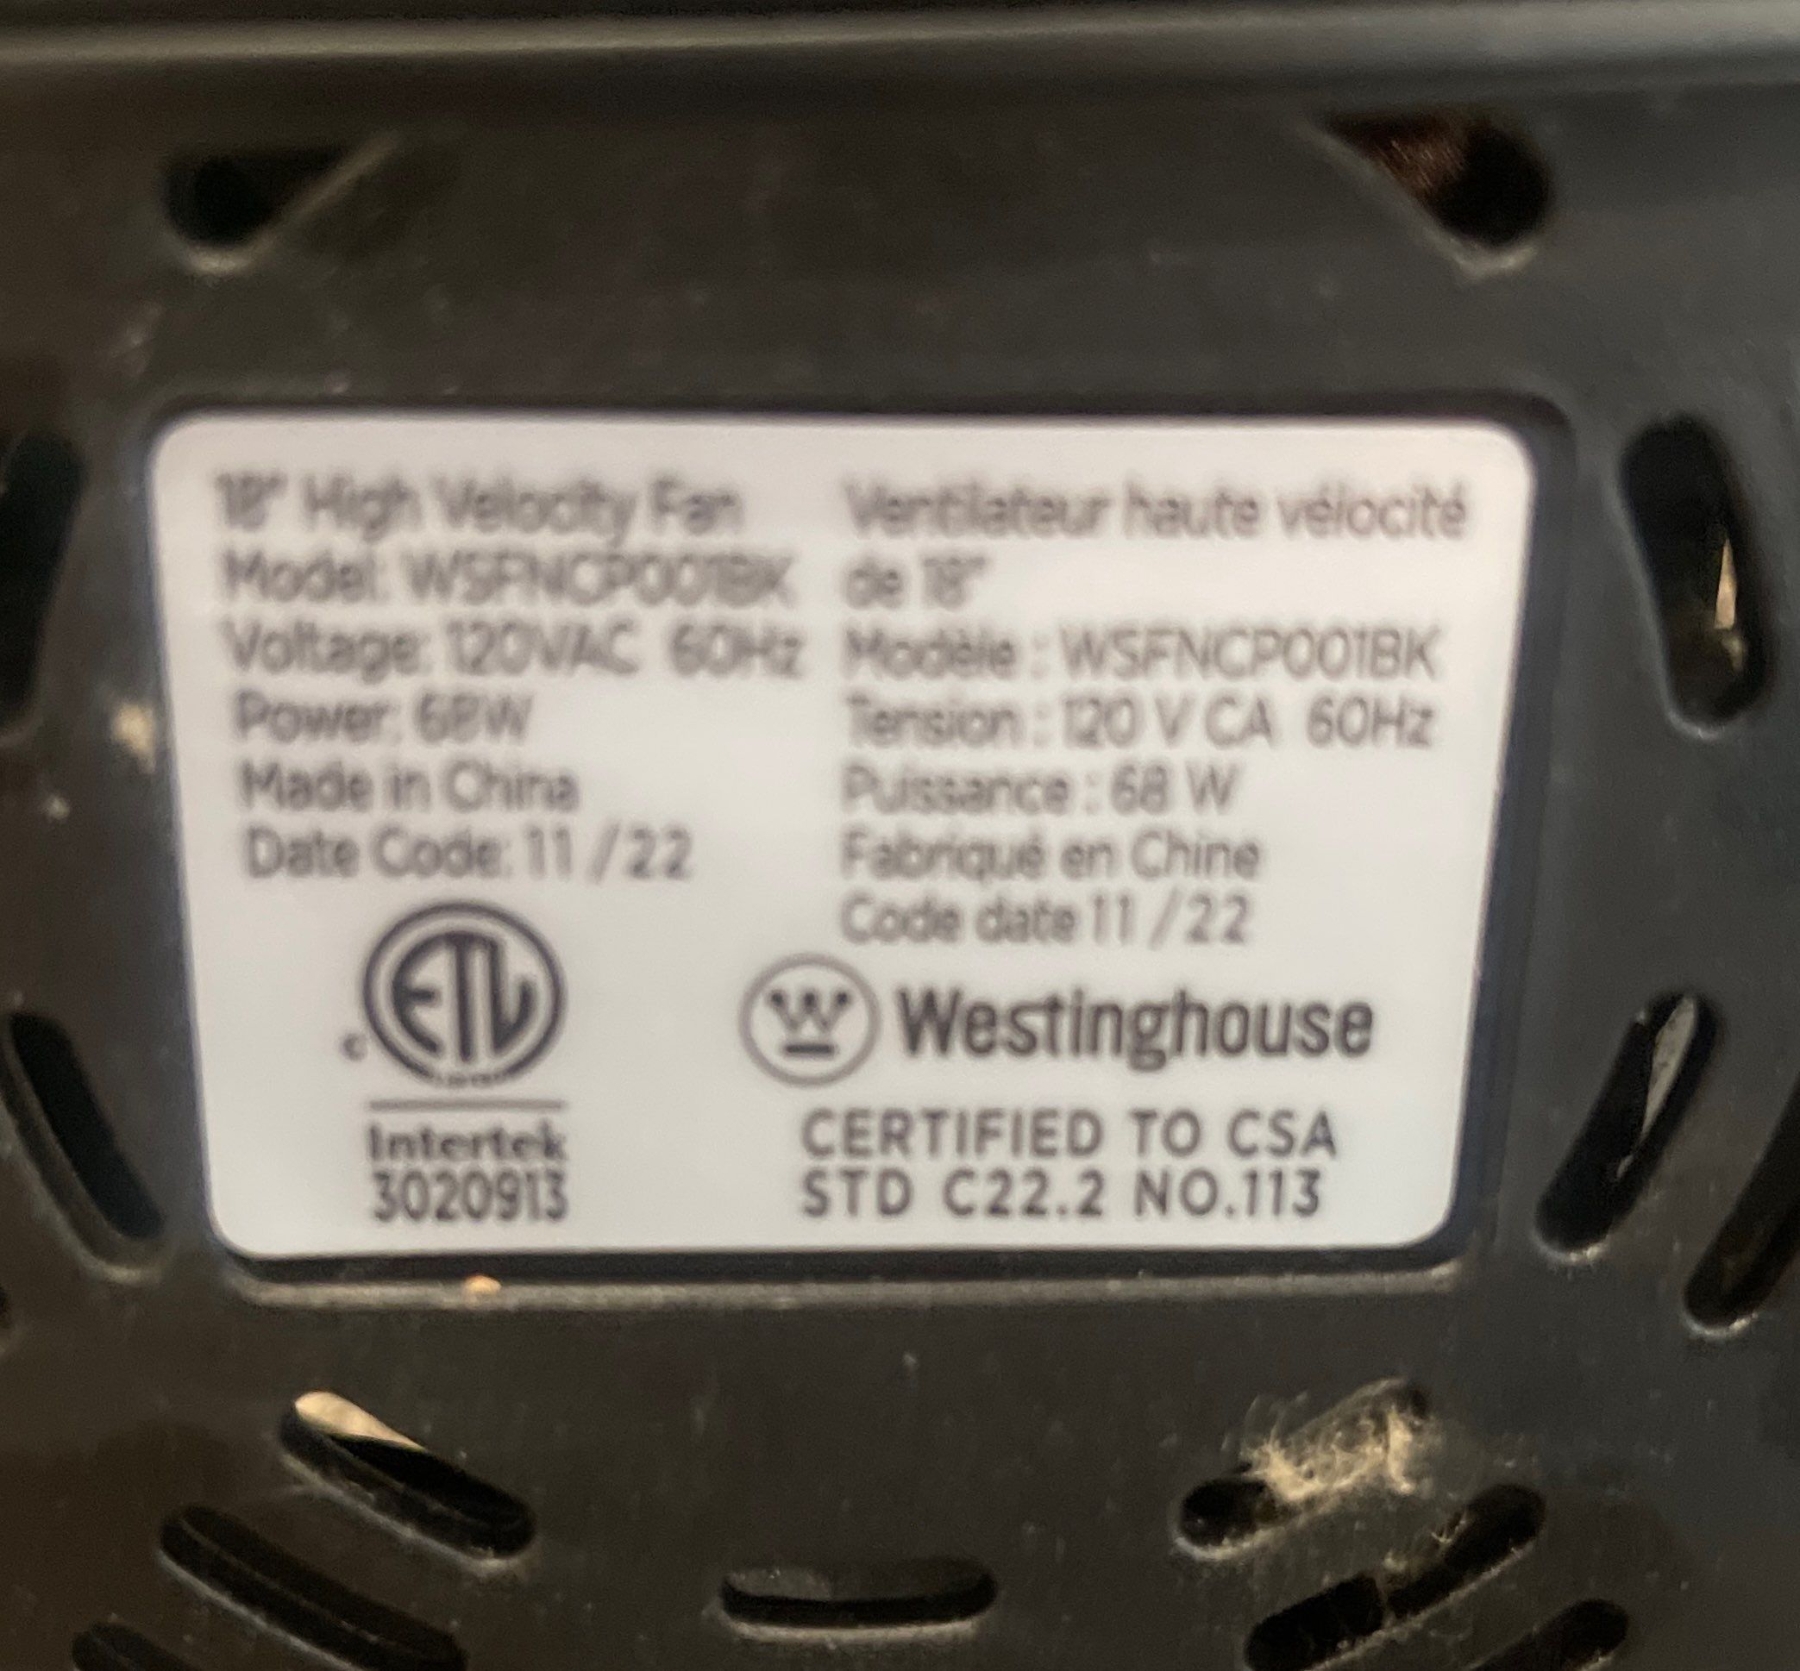 18" High Velocity Fan
Model: WSFNCP001BK
Voltage: 120VAC 60Hz
Power: 68W
Made in China
Date Code: 11 /22
Ventilateur haute vélocité
de 18"
Modèle : WSFNCP001BK
Tension : 120 V CA 60Hz
Puissance : 68 W
Fabriqué en Chine
Code date 11 /22
c ETL
Intertek
3020913
W Westinghouse
CERTIFIED TO CSA
STD C22.2 NO.113